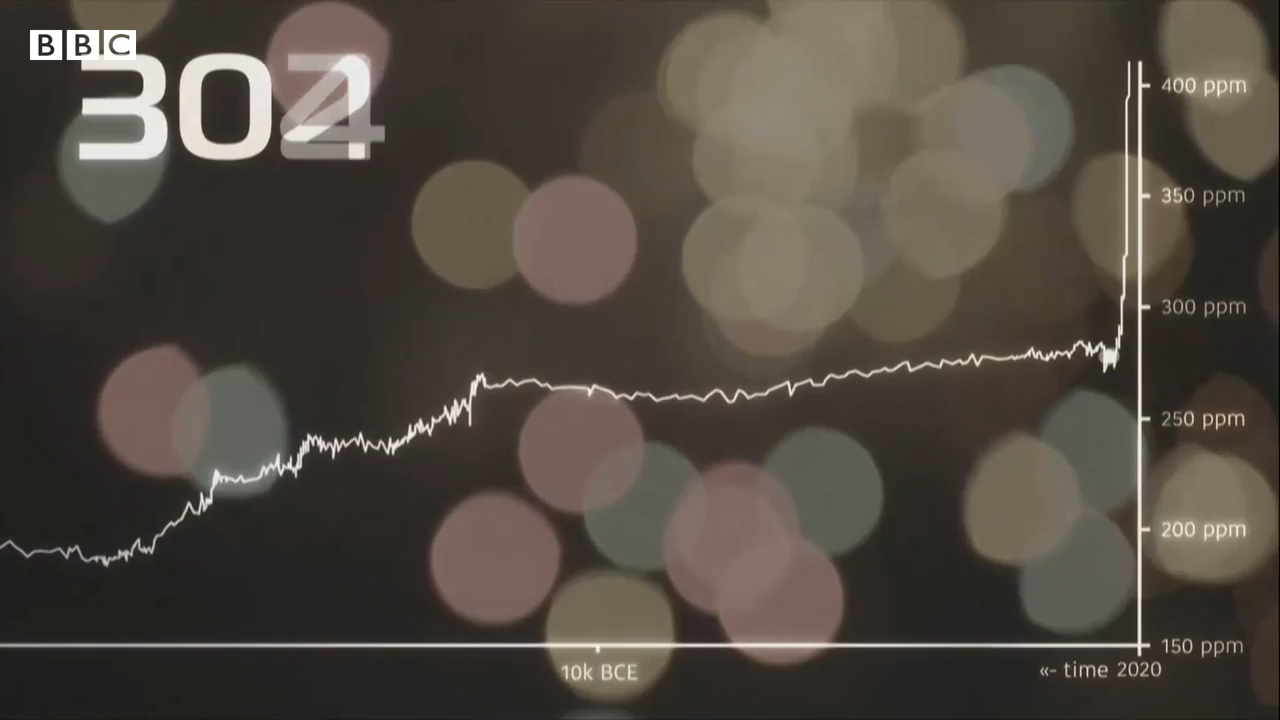 BBC
30
400 ppm
350 ppm
300 ppm
250 ppm
200 ppm
150 ppm
10k BCE
«- time 2020